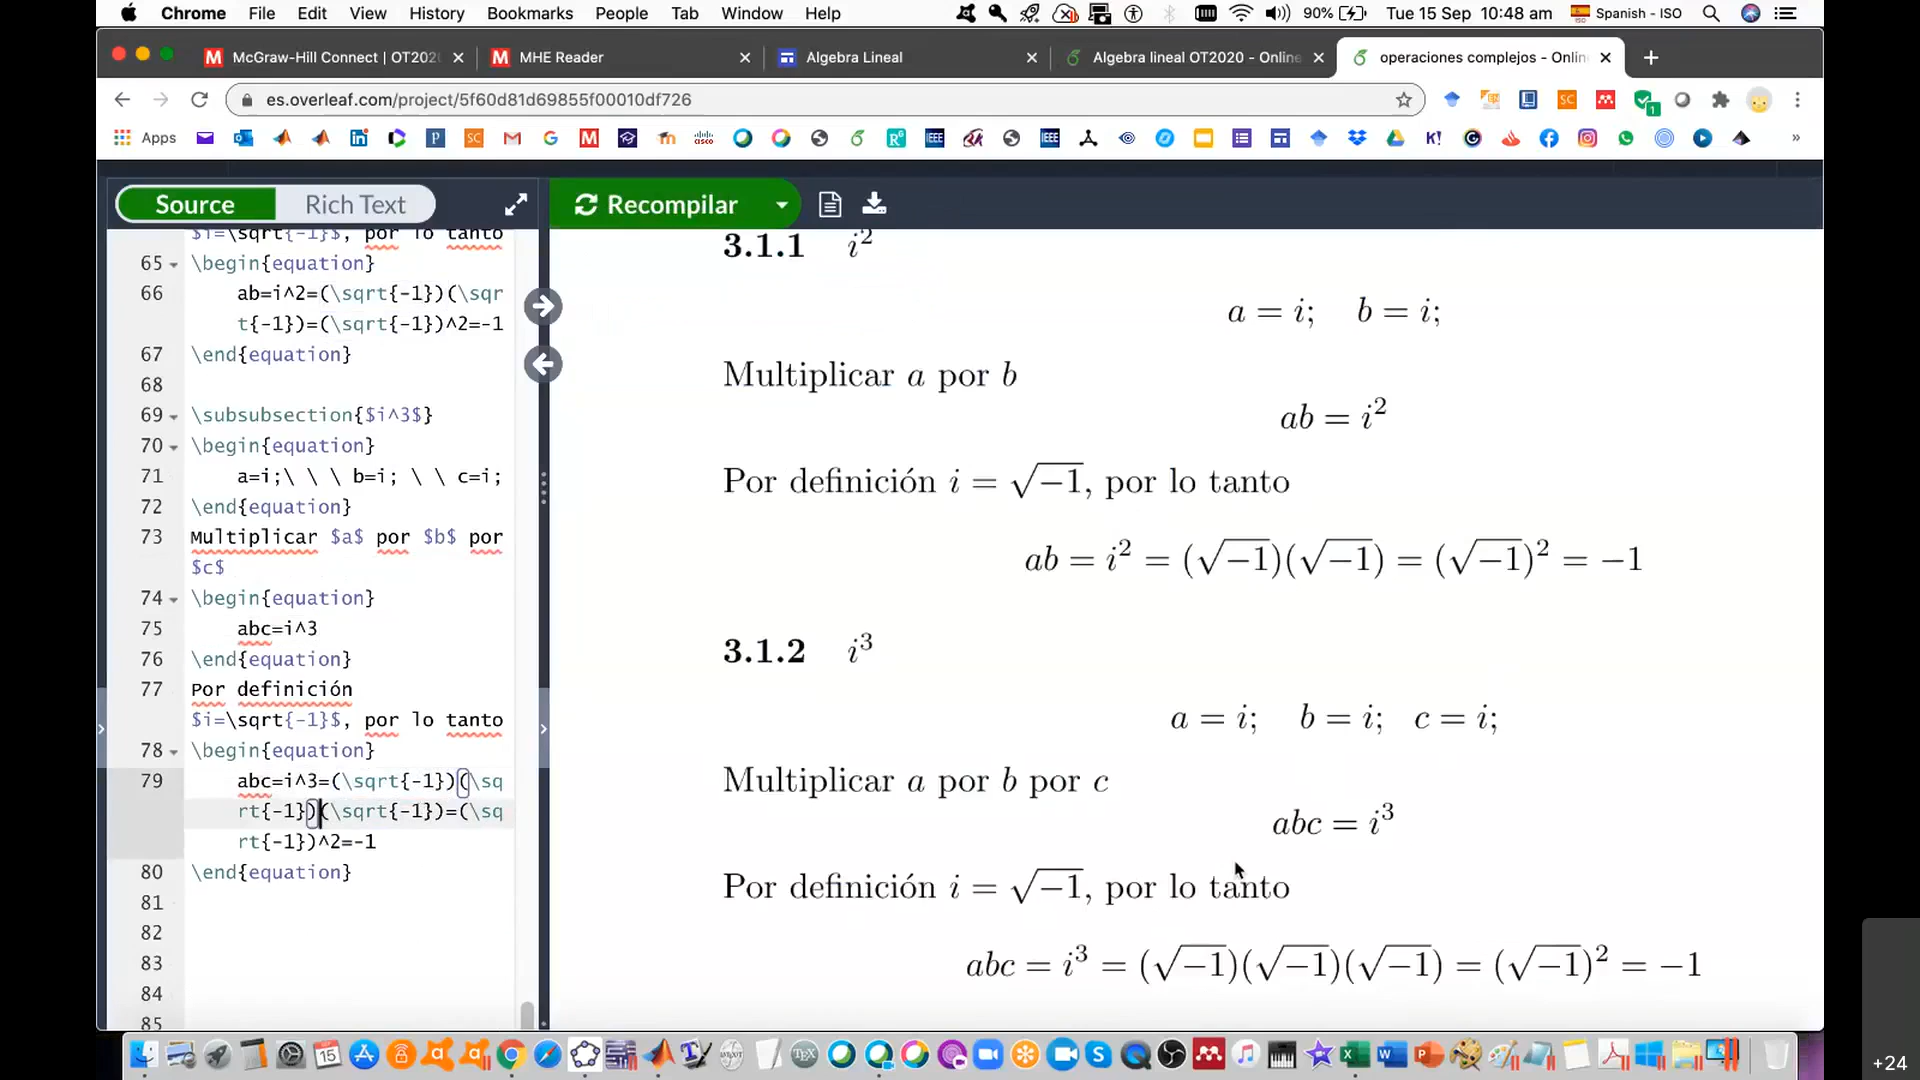 Chrome File Edit View History Bookmarks People Tab Window Help 90% Tue 15 Sep 10:48 am Spanish - ISO
McGraw-Hill Connect | OT202 MHE Reader Algebra Lineal Algebra lineal OT2020 - Online operaciones complejos - Onlin
es.overleaf.com/project/5f60d81d69855f00010df726
Apps
Source Rich Text Recompilar
$i=\sqrt{-1}$, por lo tanto
65 \begin{equation}
66 ab=i^2=(\sqrt{-1})(\sqr
t{-1})=(\sqrt{-1})^2=-1
67 \end{equation}
68
69 \subsubsection{$i^3$}
70 \begin{equation}
71 a=i;\ \ \ b=i; \ \ c=i;
72 \end{equation}
73 Multiplicar $a$ por $b$ por
$c$
74 \begin{equation}
75 abc=i^3
76 \end{equation}
77 Por definición
$i=\sqrt{-1}$, por lo tanto
78 \begin{equation}
79 abc=i^3=(\sqrt{-1})(\sq
rt{-1})(\sqrt{-1})=(\sq
rt{-1})^2=-1
80 \end{equation}
81
82
83
84
85
3.1.1 i²
a = i; b = i;
Multiplicar a por b
ab = i²
Por definición i = √−1, por lo tanto
ab = i² = (√−1)(√−1) = (√−1)² = −1
3.1.2 i³
a = i; b = i; c = i;
Multiplicar a por b por c
abc = i³
Por definición i = √−1, por lo tanto
abc = i³ = (√−1)(√−1)(√−1) = (√−1)² = −1
+24